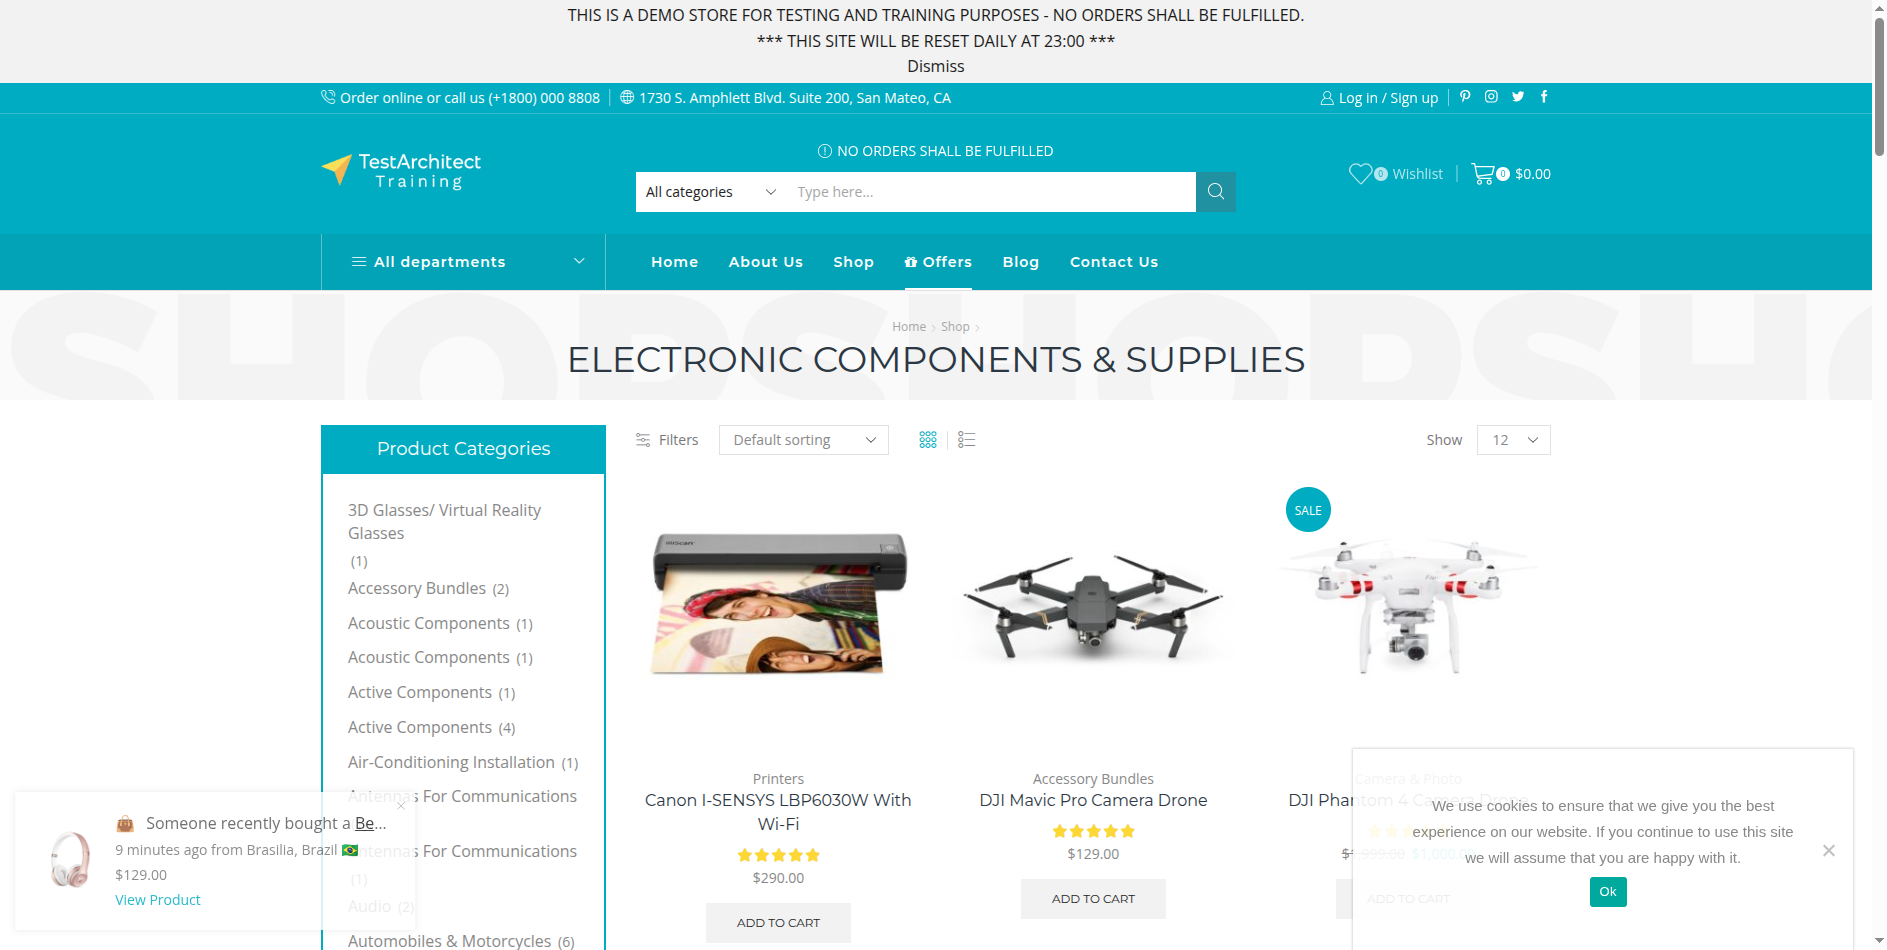 THIS IS A DEMO STORE FOR TESTING AND TRAINING PURPOSES - NO ORDERS SHALL BE FULFILLED.
*** THIS SITE WILL BE RESET DAILY AT 23:00 ***
Dismiss
Order online or call us (+1800) 000 8808
1730 S. Amphlett Blvd. Suite 200, San Mateo, CA
Log in / Sign up
TestArchitect
Training
NO ORDERS SHALL BE FULFILLED
All categories
Type here...
0 Wishlist
0 $0.00
All departments
Home
About Us
Shop
Offers
Blog
Contact Us
SHOPSHOPSHO
Home
Shop
ELECTRONIC COMPONENTS & SUPPLIES
Product Categories
3D Glasses/ Virtual Reality
Glasses
(1)
Accessory Bundles (2)
Acoustic Components (1)
Acoustic Components (1)
Active Components (1)
Active Components (4)
Air-Conditioning Installation (1)
Antennas For Communications
Antennas For Communications
(1)
Audio (2)
Automobiles & Motorcycles (6)
Filters
Default sorting
Show
12
Printers
Canon I-SENSYS LBP6030W With
Wi-Fi
$290.00
ADD TO CART
Accessory Bundles
DJI Mavic Pro Camera Drone
$129.00
ADD TO CART
SALE
Camera & Photo
DJI Phantom 4 Camera Drone
$1,999.00 $1,000.00
ADD TO CART
Someone recently bought a Be...
9 minutes ago from Brasilia, Brazil
$129.00
View Product
We use cookies to ensure that we give you the best
experience on our website. If you continue to use this site
we will assume that you are happy with it.
Ok